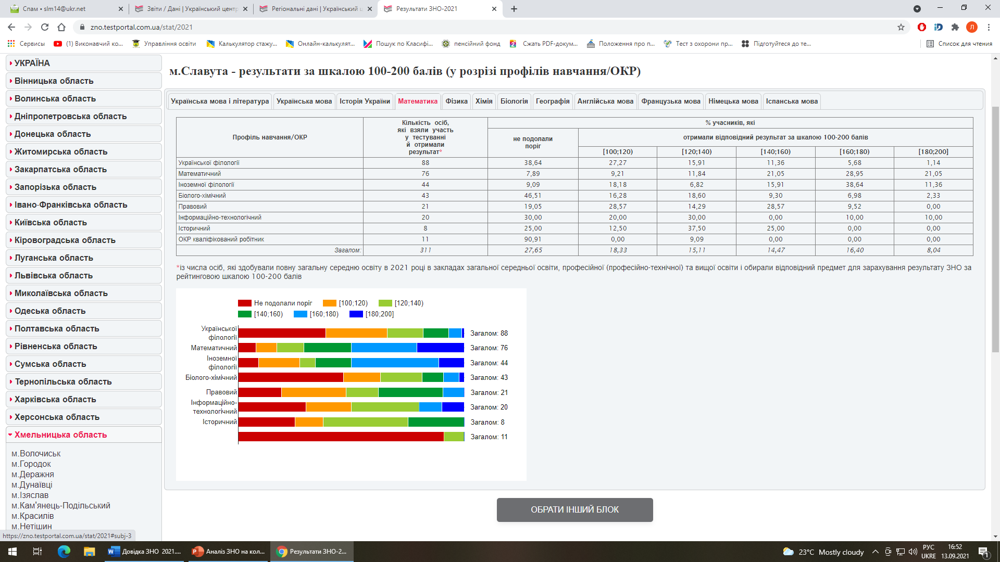 Спам • slm14@ukr.net
Звіти / Дані | Український центр
Регіональні дані | Український ц
Результати ЗНО-2021
zno.testportal.com.ua/stat/2021
Сервисы
(1) Виконавчий ко...
Управління освіти
Калькулятор стажу...
Онлайн-калькулят...
Пошук по Класифі...
пенсійний фонд
Сжать PDF-докум...
Положення про п...
Тест з охорони пр...
Підготуйтеся до те...
Список для чтения
УКРАЇНА
Вінницька область
Волинська область
Дніпропетровська область
Донецька область
Житомирська область
Закарпатська область
Запорізька область
Івано-Франківська область
Київська область
Кіровоградська область
Луганська область
Львівська область
Миколаївська область
Одеська область
Полтавська область
Рівненська область
Сумська область
Тернопільська область
Харківська область
Херсонська область
Хмельницька область
м.Волочиськ
м.Городок
м.Деражня
м.Дунаївці
м.Ізяслав
м.Кам'янець-Подільський
м.Красилів
м.Нетішин
https://zno.testportal.com.ua/stat/2021#subj-3
м.Славута - результати за шкалою 100-200 балів (у розрізі профілів навчання/ОКР)
Українська мова і література Українська мова Історія України Математика Фізика Хімія Біологія Географія Англійська мова Французька мова Німецька мова Іспанська мова
Профіль навчання/ОКР
Кількість осіб,
які взяли участь
у тестуванні
й отримали
результат*
% учасників, які
не подолали
поріг
отримали відповідний результат за шкалою 100-200 балів
[100;120) [120;140) [140;160) [160;180) [180;200]
Української філології 88 38,64 27,27 15,91 11,36 5,68 1,14
Математичний 76 7,89 9,21 11,84 21,05 28,95 21,05
Іноземної філології 44 9,09 18,18 6,82 15,91 38,64 11,36
Біолого-хімічний 43 46,51 16,28 18,60 9,30 6,98 2,33
Правовий 21 19,05 28,57 14,29 28,57 9,52 0,00
Інформаційно-технологічний 20 30,00 20,00 30,00 0,00 10,00 10,00
Історичний 8 25,00 12,50 37,50 25,00 0,00 0,00
ОКР кваліфікований робітник 11 90,91 0,00 9,09 0,00 0,00 0,00
Загалом: 311 27,65 18,33 15,11 14,47 16,40 8,04
*із числа осіб, які здобували повну загальну середню освіту в 2021 році в закладах загальної середньої освіти, професійної (професійно-технічної) та вищої освіти і обирали відповідний предмет для зарахування результату ЗНО за
рейтинговою шкалою 100-200 балів
Не подолали поріг [100;120) [120;140)
[140;160) [160;180) [180;200]
Української
філології Загалом: 88
Математичний Загалом: 76
Іноземної
філології Загалом: 44
Біолого-хімічний Загалом: 43
Правовий Загалом: 21
Інформаційно-
технологічний Загалом: 20
Історичний Загалом: 8
Загалом: 11
ОБРАТИ ІНШИЙ БЛОК
Довідка ЗНО 2021....
Аналіз ЗНО на кол...
Результати ЗНО-2...
23°C Mostly cloudy
РУС
UKRE
16:52
13.09.2021
1